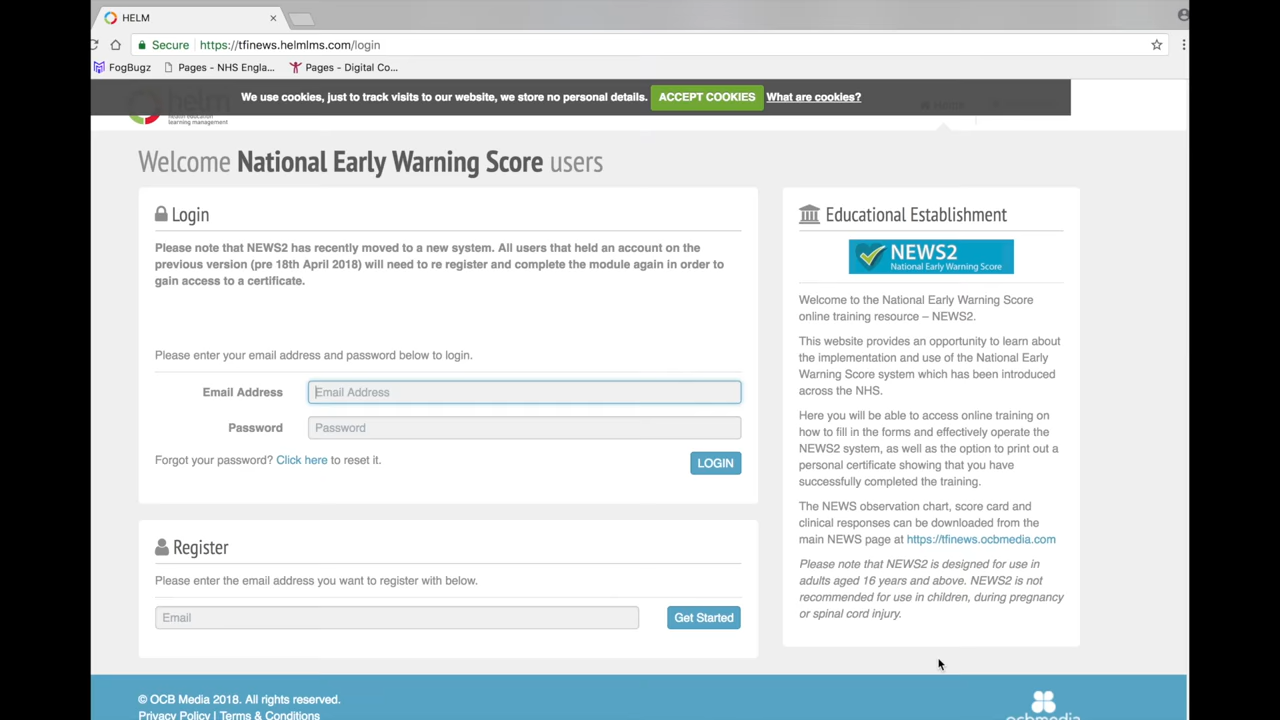 HELM
Secure https://tfinews.helmlms.com/login
FogBugz Pages - NHS Engla... Pages - Digital Co...
We use cookies, just to track visits to our website, we store no personal details. ACCEPT COOKIES What are cookies?
helm
health education
learning management
Welcome National Early Warning Score users
Login
Please note that NEWS2 has recently moved to a new system. All users that held an account on the
previous version (pre 18th April 2018) will need to re register and complete the module again in order to
gain access to a certificate.
Please enter your email address and password below to login.
Email Address Email Address
Password Password
Forgot your password? Click here to reset it. LOGIN
Register
Please enter the email address you want to register with below.
Email Get Started
Educational Establishment
NEWS2
National Early Warning Score
Welcome to the National Early Warning Score
online training resource – NEWS2.
This website provides an opportunity to learn about
the implementation and use of the National Early
Warning Score system which has been introduced
across the NHS.
Here you will be able to access online training on
how to fill in the forms and effectively operate the
NEWS2 system, as well as the option to print out a
personal certificate showing that you have
successfully completed the training.
The NEWS observation chart, score card and
clinical responses can be downloaded from the
main NEWS page at https://tfinews.ocbmedia.com
Please note that NEWS2 is designed for use in
adults aged 16 years and above. NEWS2 is not
recommended for use in children, during pregnancy
or spinal cord injury.
© OCB Media 2018. All rights reserved.
Privacy Policy | Terms & Conditions
ocbmedia